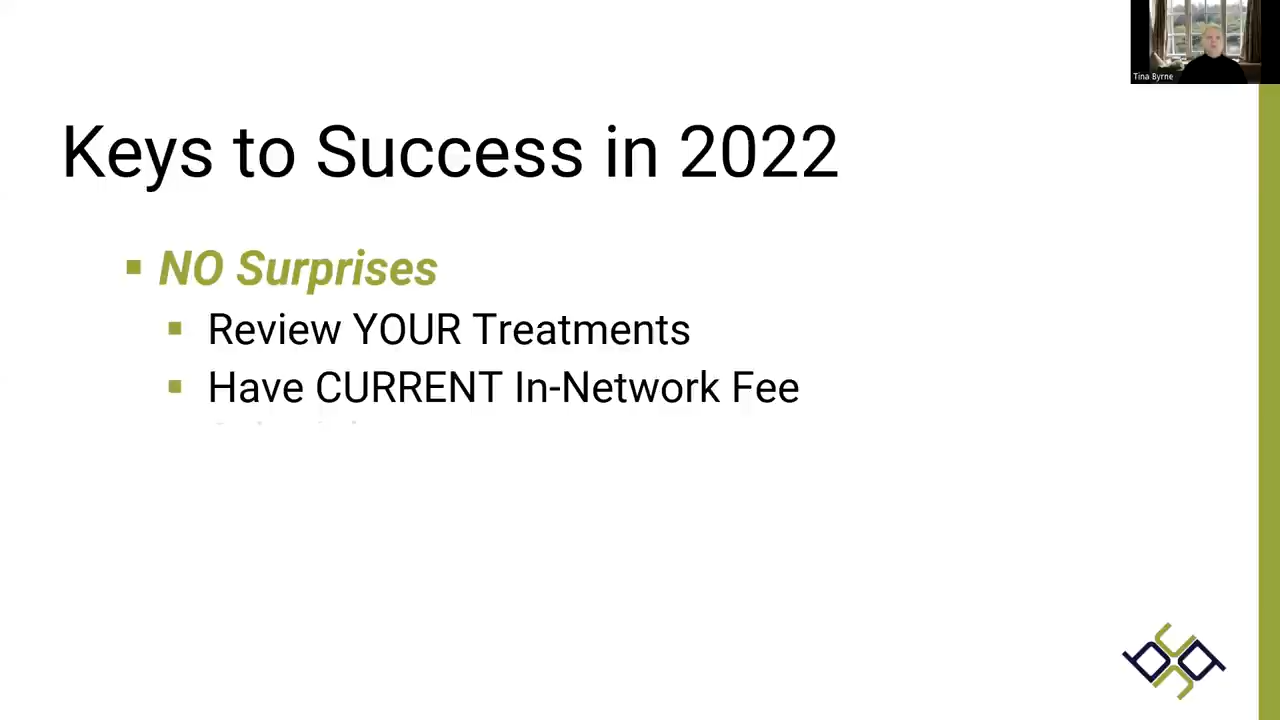 Tina Byrne
Keys to Success in 2022
NO Surprises
Review YOUR Treatments
Have CURRENT In-Network Fee